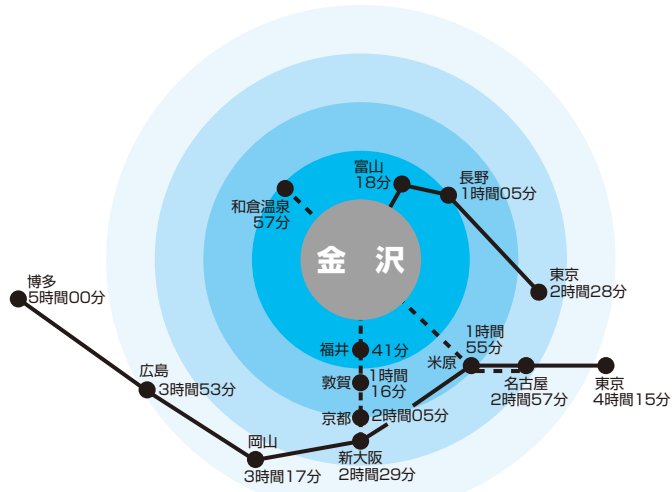 富山
18分
長野
1時間05分
和倉温泉
57分
金 沢
東京
2時間28分
博多
5時間00分
福井
41分
1時間
55分
米原
敦賀
1時間
16分
広島
3時間53分
名古屋
2時間57分
東京
4時間15分
京都
2時間05分
岡山
3時間17分
新大阪
2時間29分